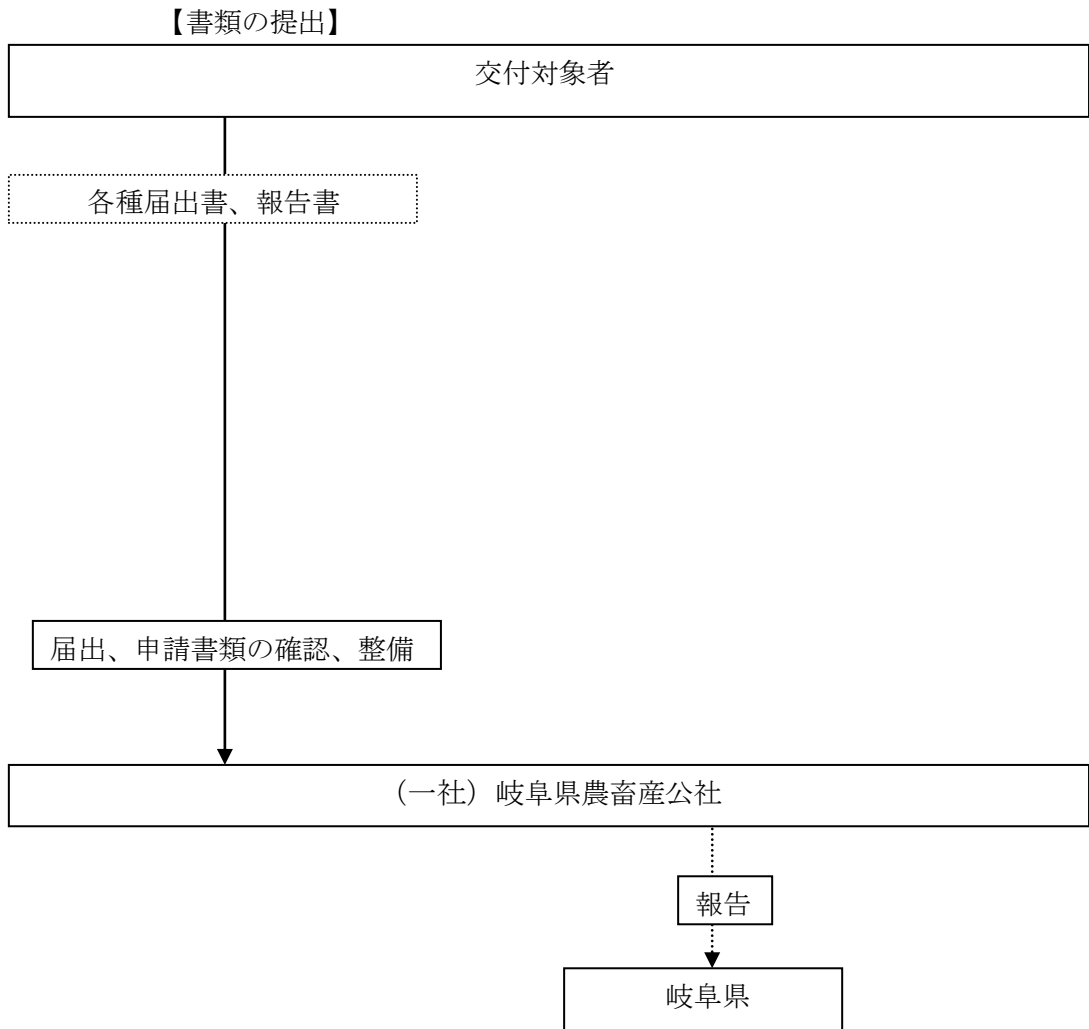 【書類の提出】
交付対象者
各種届出書、報告書
届出、申請書類の確認、整備
（一社）岐阜県農畜産公社
報告
岐阜県